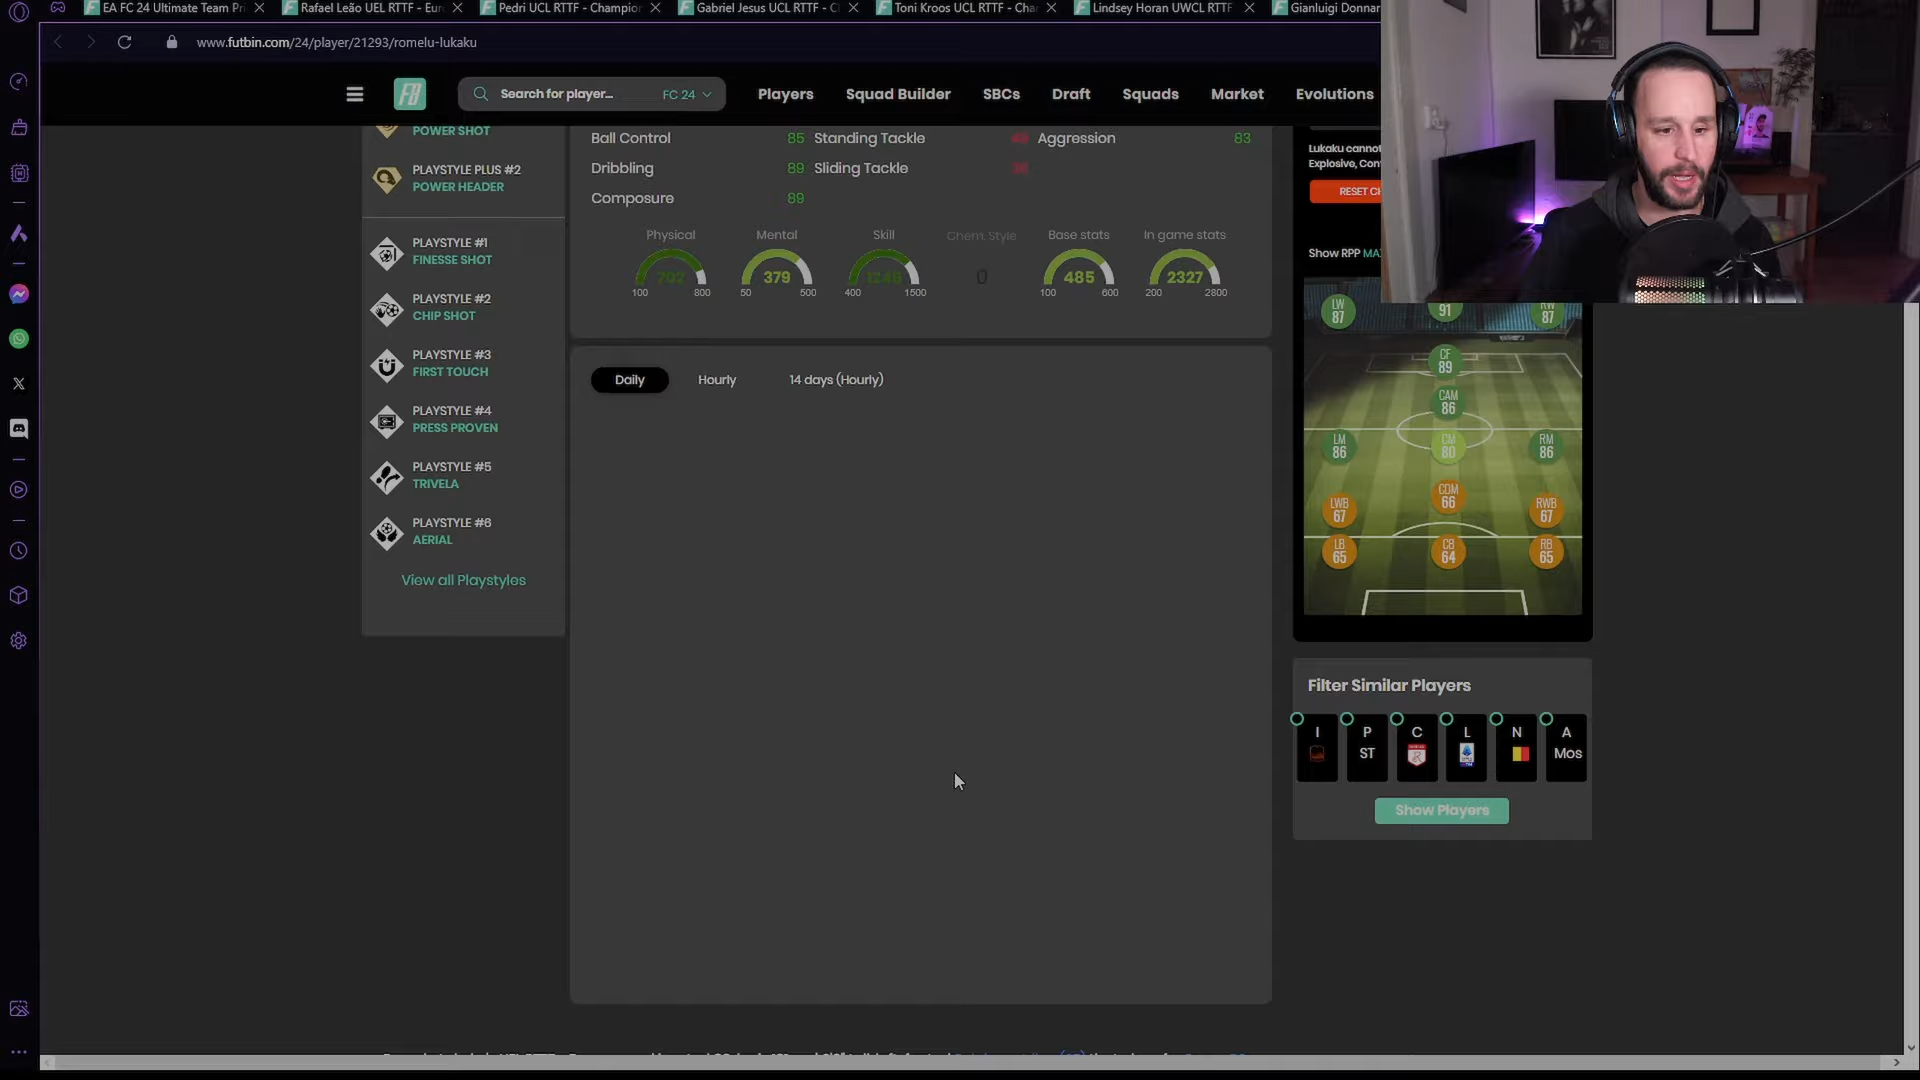 EA FC 24 Ultimate Team Pri
Rafael Leão UEL RTTF - Eur
Pedri UCL RTTF - Champion
Gabriel Jesus UCL RTTF - C
Toni Kroos UCL RTTF - Cha
Lindsey Horan UWCL RTTF
Gianluigi Donnar
www.futbin.com/24/player/21293/romelu-lukaku
Search for player...
FC 24
Players
Squad Builder
SBCs
Draft
Squads
Market
Evolutions
POWER SHOT
PLAYSTYLE PLUS #2
POWER HEADER
PLAYSTYLE #1
FINESSE SHOT
PLAYSTYLE #2
CHIP SHOT
PLAYSTYLE #3
FIRST TOUCH
PLAYSTYLE #4
PRESS PROVEN
PLAYSTYLE #5
TRIVELA
PLAYSTYLE #6
AERIAL
View all Playstyles
Ball Control 85 Standing Tackle Aggression 83
Dribbling 89 Sliding Tackle
Composure 89
Physical Mental Skill Chem. Style Base stats In game stats
702 379 0 485 2327
100 800 50 500 400 1500 100 600 200 2800
Daily
Hourly
14 days (Hourly)
Lukaku cannot
Explosive, Con
RESET CH
Show RPP MA
LW
87
91
RW
87
CF
89
CAM
86
LM
86
CM
80
RM
86
LWB
67
CDM
66
RWB
67
LB
65
CB
64
RB
65
Filter Similar Players
I P C L N A
ST Mos
Show Players